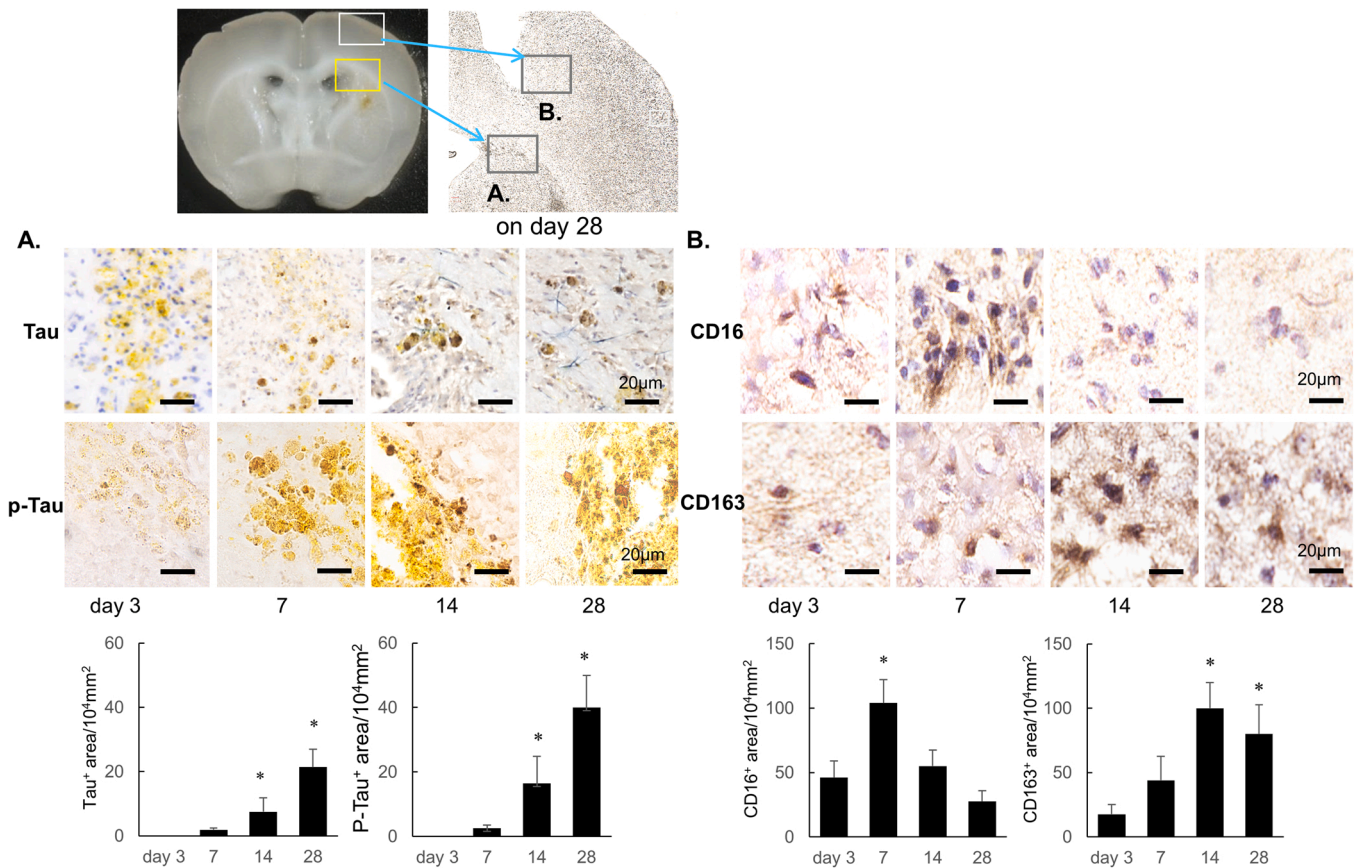 B.
A.
on day 28
A.
Tau
20μm
p-Tau
20μm
day 3 7 14 28
60
40
20
0
Tau⁺ area/10⁴mm²
*
*
day 3 7 14 28
60
40
20
0
P-Tau⁺ area/10⁴mm²
*
*
day 3 7 14 28
B.
CD16
20μm
CD163
20μm
day 3 7 14 28
150
100
50
0
CD16⁺ area/10⁴mm²
*
day 3 7 14 28
150
100
50
0
CD163⁺ area/10⁴mm²
*
*
day 3 7 14 28